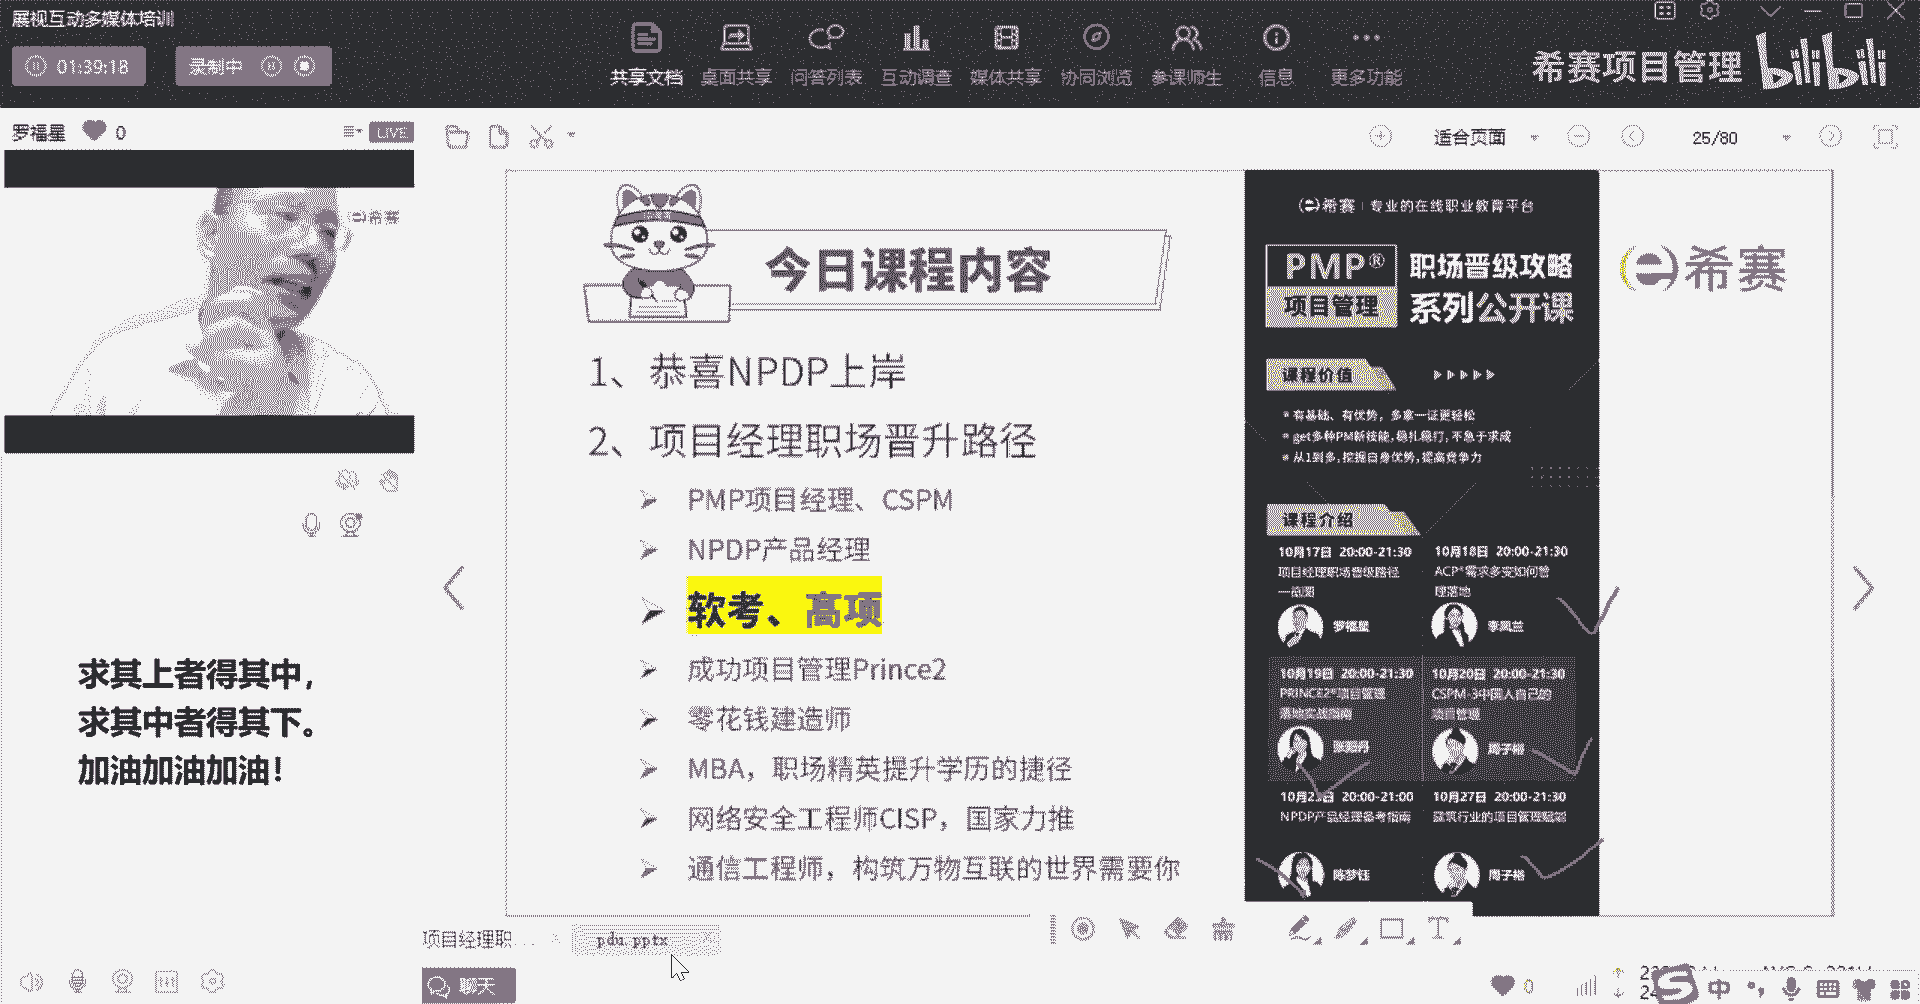 展视互动多媒体培训
01:39:18
录制中
共享文档 桌面共享 问答列表 互动调查 媒体共享 协同浏览 参课师生 信息 更多功能
希赛项目管理 bilibili
罗福星 0
LIVE
适合页面
25/80
希赛
今日课程内容
1、恭喜NPDP上岸
2、项目经理职场晋升路径
PMP项目经理、CSPM
NPDP产品经理
软考、高项
成功项目管理Prince2
零花钱建造师
MBA，职场精英提升学历的捷径
网络安全工程师CISP，国家力推
通信工程师，构筑万物互联的世界需要你
希赛 | 专业的在线职业教育平台
PMP®
项目管理
职场晋级攻略
系列公开课
课程价值
* 有基础、有优势，多拿一证更轻松
* get多种PM新技能,稳扎稳打,不急于求成
* 从1到多,挖掘自身优势,提高竞争力
课程介绍
10月17日 20:00-21:30
项目经理职场晋级路径
一览图
罗福星
10月18日 20:00-21:30
ACP®需求多变如何管
理落地
李凤兰
10月19日 20:00-21:30
PRINCE2®项目管理
落地实战指南
10月20日 20:00-21:30
CSPM-3中国人自己的
项目管理
周子裕
20:00-21:00
NPDP产品经理备考指南
陈梦钰
10月27日 20:00-21:30
建筑行业的项目管理赋能
周子裕
希赛
求其上者得其中，
求其中者得其下。
加油加油加油！
项目经理职...
pdu.pptx
聊天
0
中